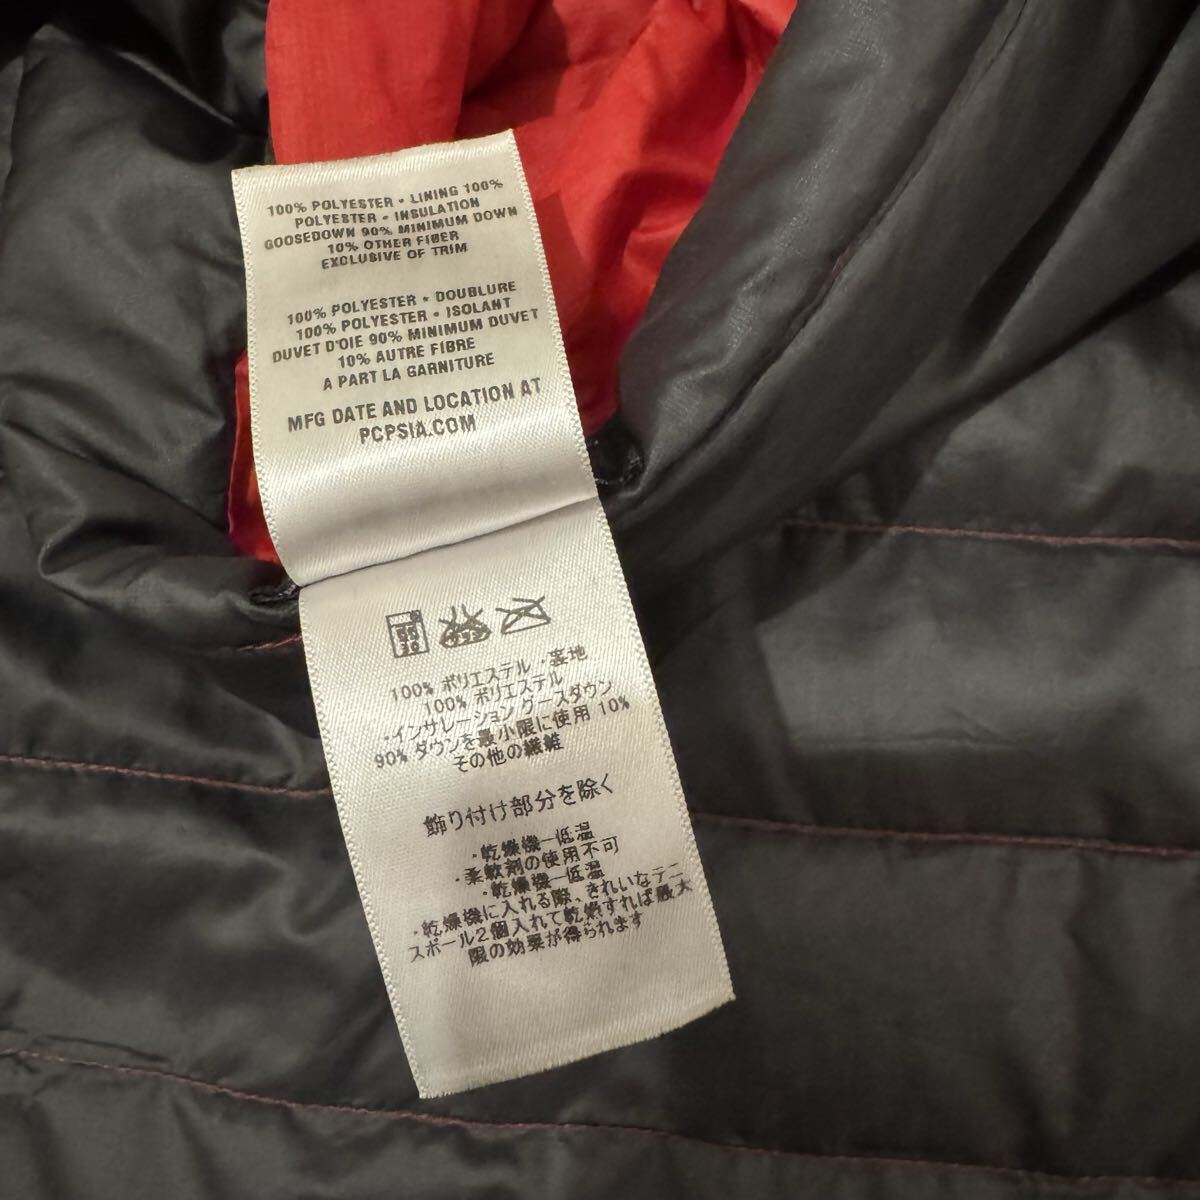 100% POLYESTER • LINING 100%
POLYESTER • INSULATION
GOOSEDOWN 90% MINIMUM DOWN
10% OTHER FIBER
EXCLUSIVE OF TRIM
100% POLYESTER • DOUBLURE
100% POLYESTER • ISOLANT
DUVET D'OIE 90% MINIMUM DUVET
10% AUTRE FIBRE
A PART LA GARNITURE
MFG DATE AND LOCATION AT
PCPSIA.COM
100% ポリエステル ・裏地
100% ポリエステル
・インサレーション グースダウン
90% ダウンを最小限に使用 10%
その他の繊維
飾り付け部分を除く
・乾燥機ー低温
・柔軟剤の使用不可
・乾燥機ー低温
・乾燥機に入れる際、きれいなテニ
スボール2個入れて乾燥すれば最大
限の効果が得られます